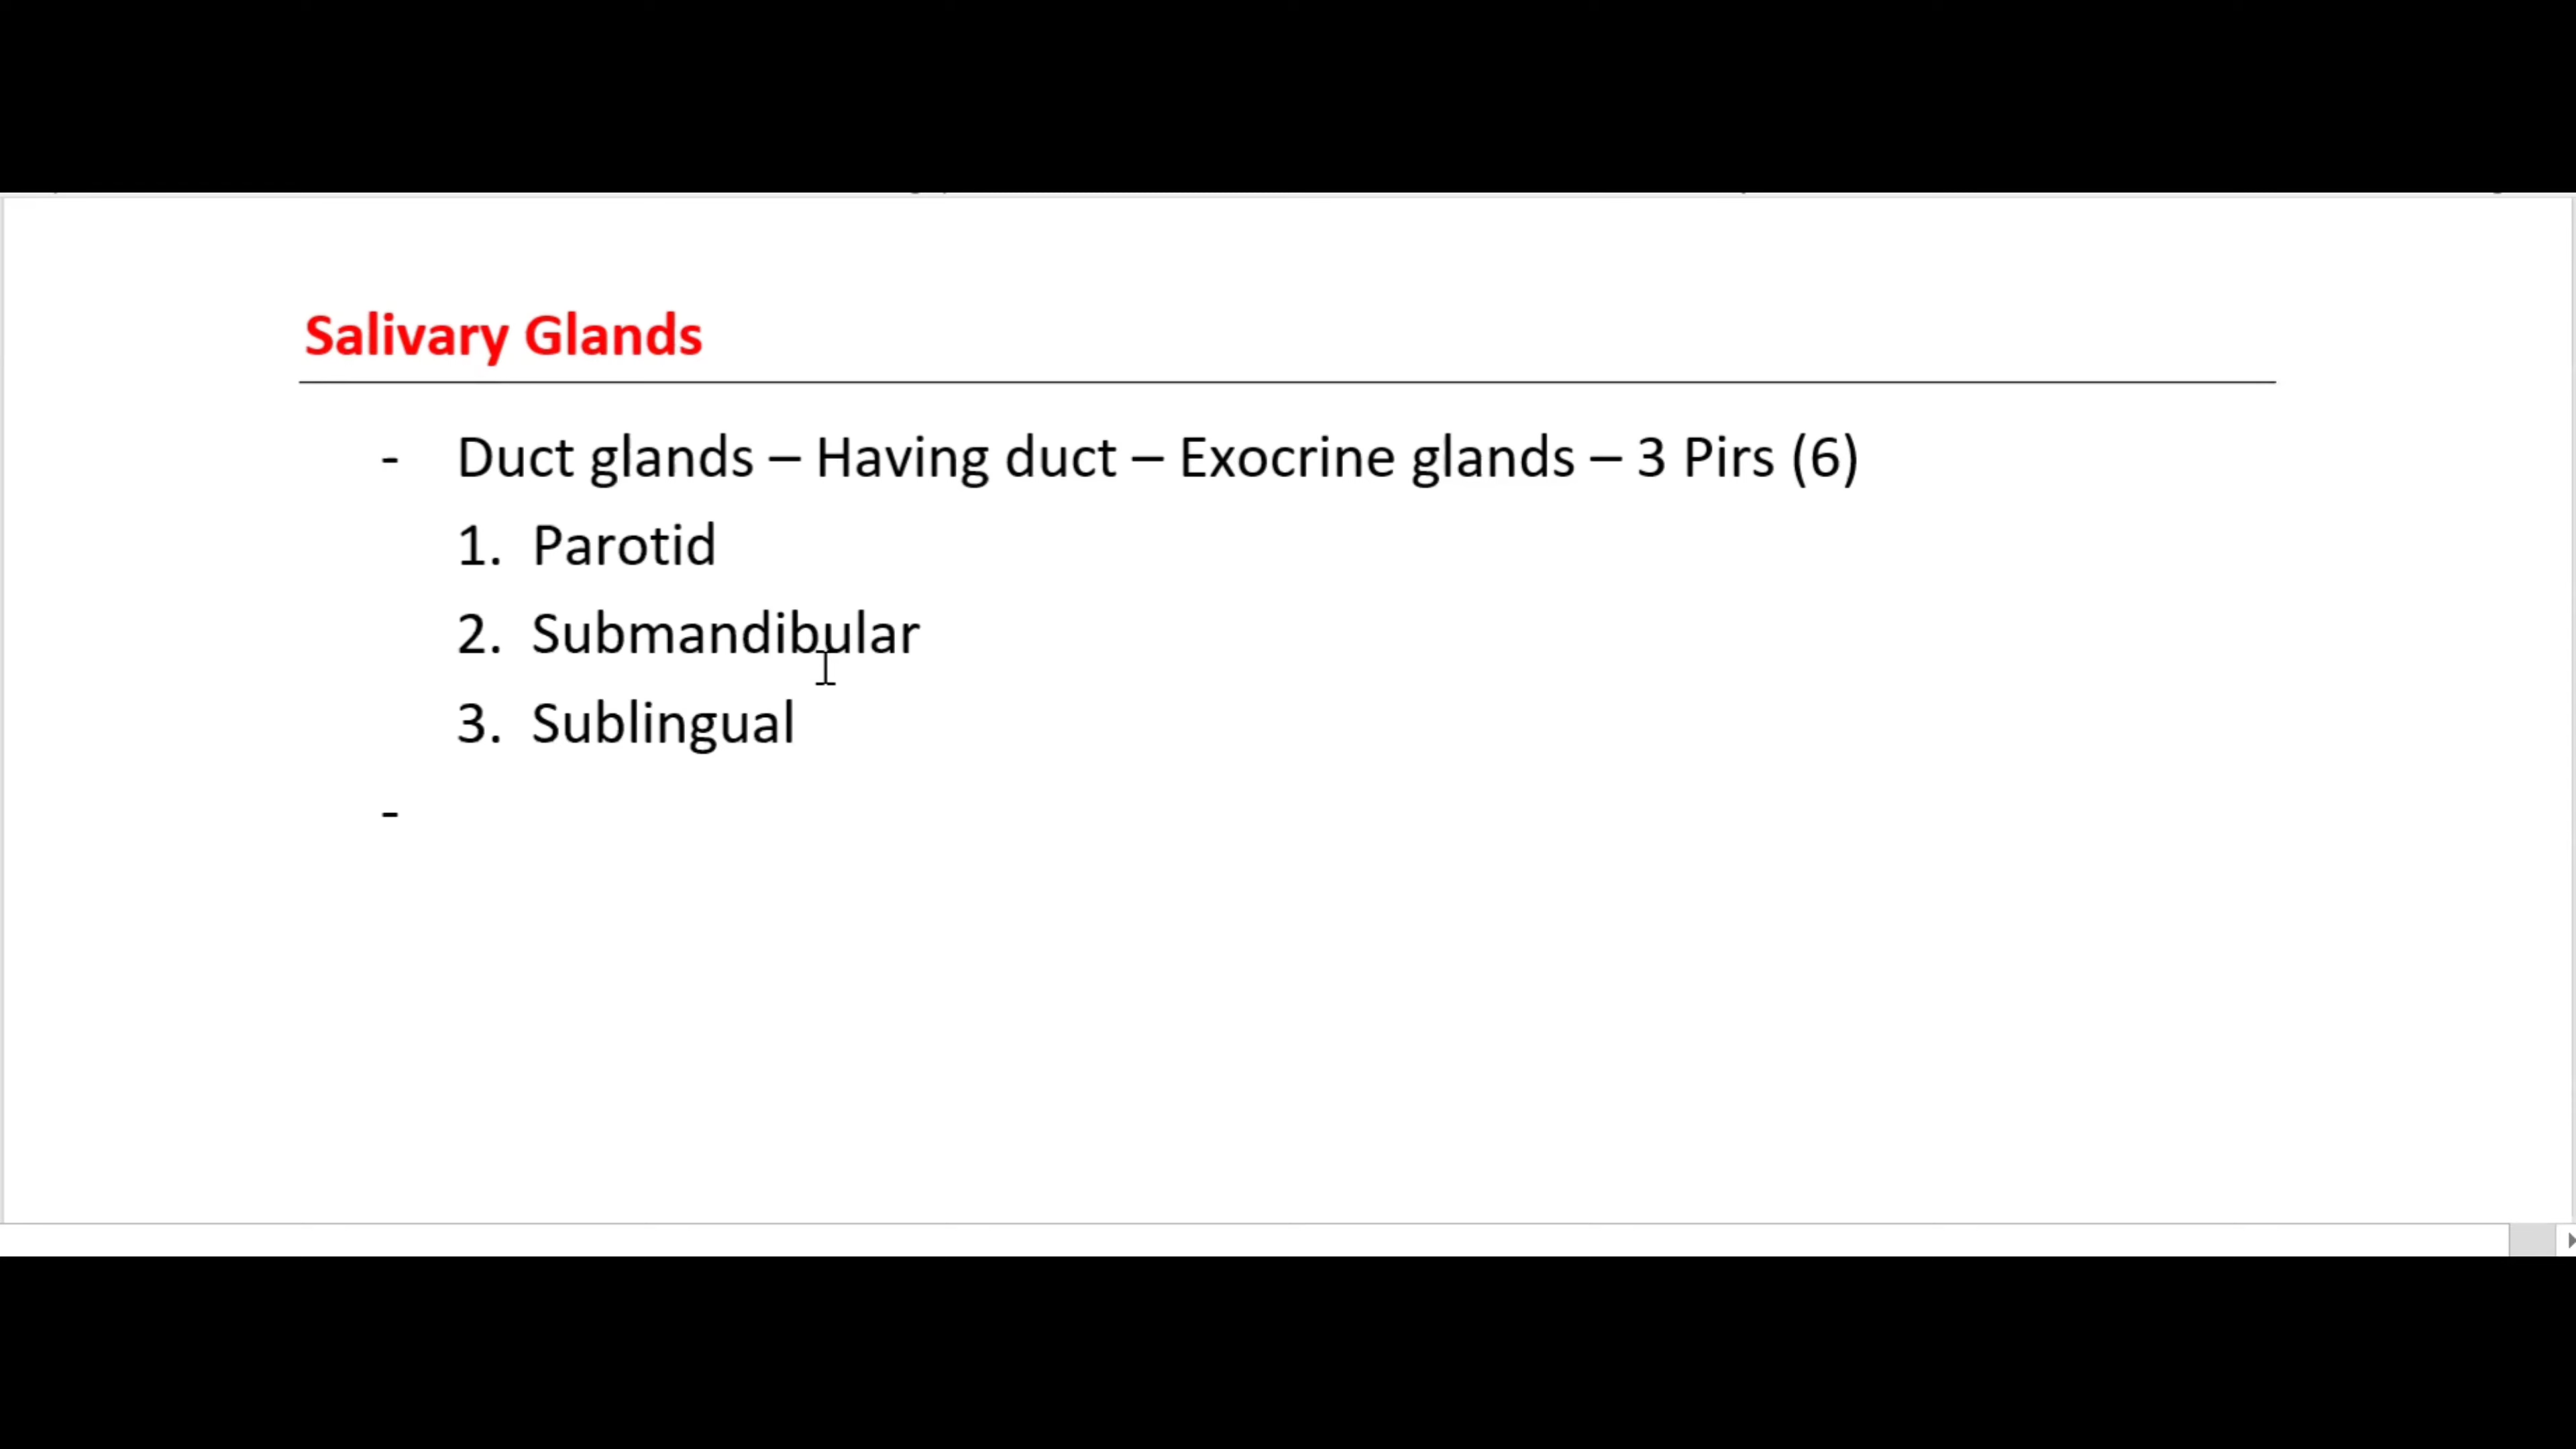 Salivary Glands
- Duct glands – Having duct – Exocrine glands – 3 Pirs (6)
1. Parotid
2. Submandibular
3. Sublingual
-